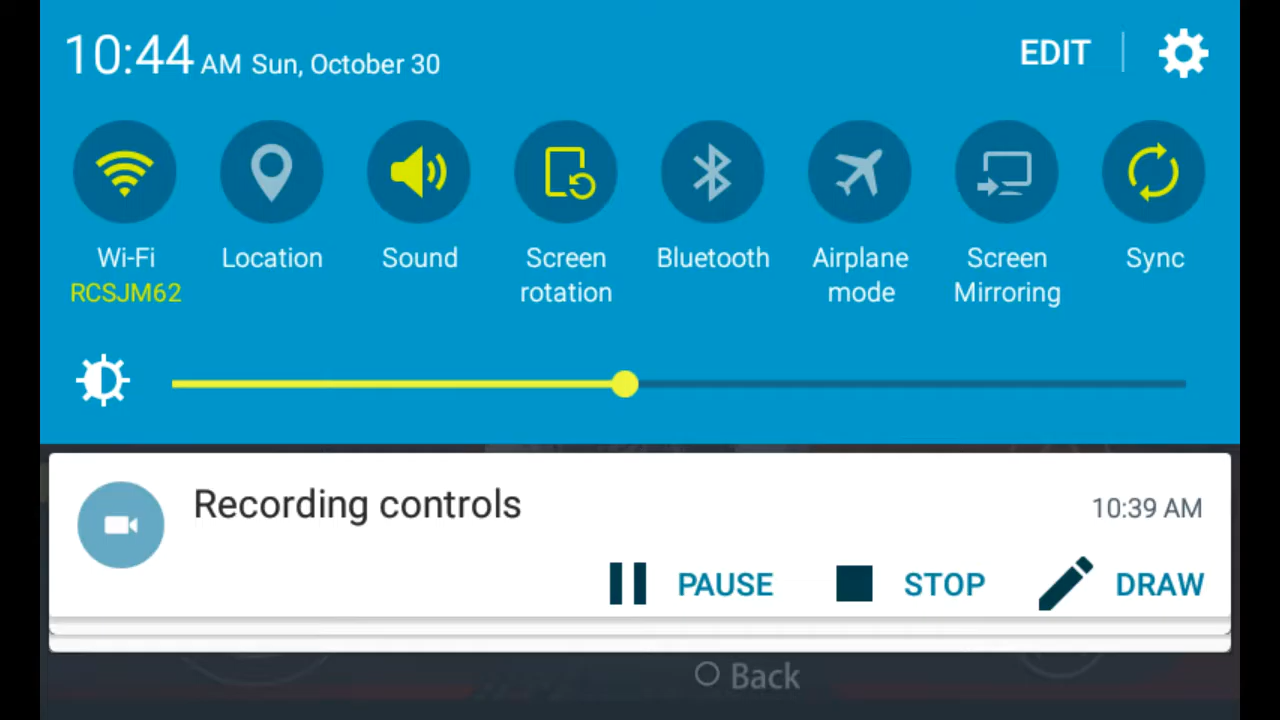 10:44 AM Sun, October 30
EDIT
Wi-Fi
RCSJM62
Location
Sound
Screen
rotation
Bluetooth
Airplane
mode
Screen
Mirroring
Sync
Recording controls
10:39 AM
PAUSE
STOP
DRAW
Back